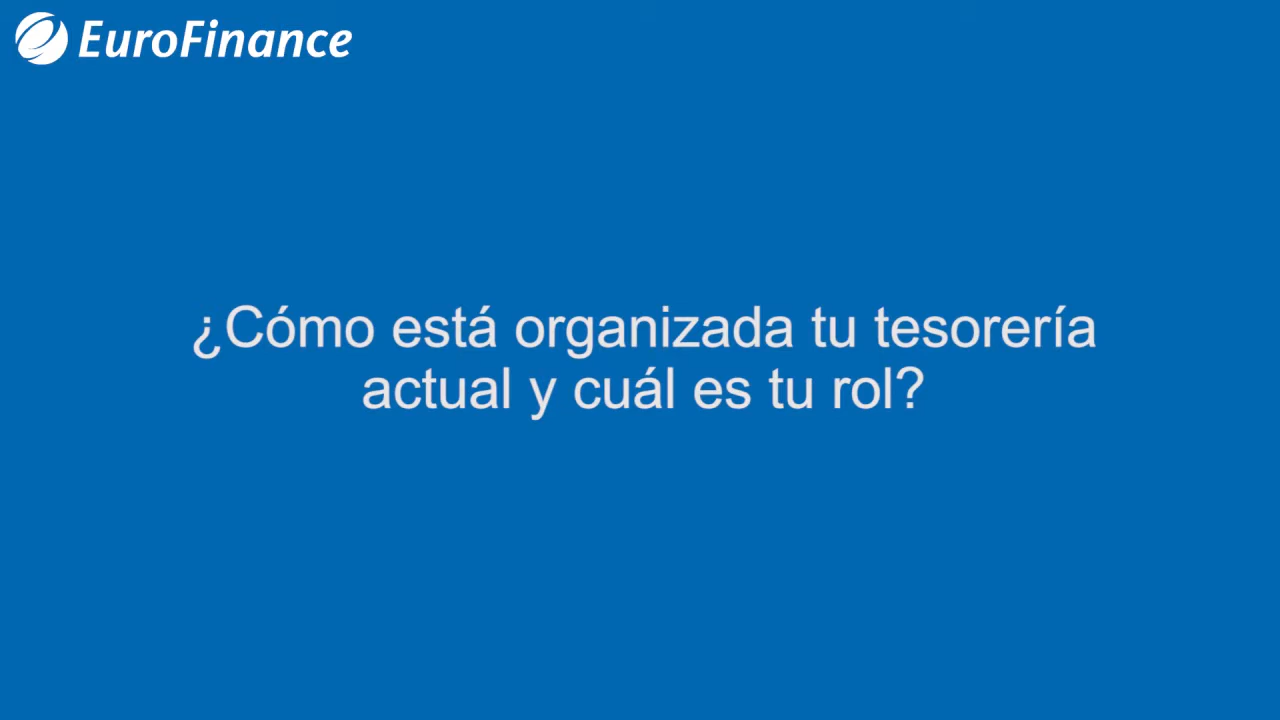 EuroFinance
¿Cómo está organizada tu tesorería
actual y cuál es tu rol?